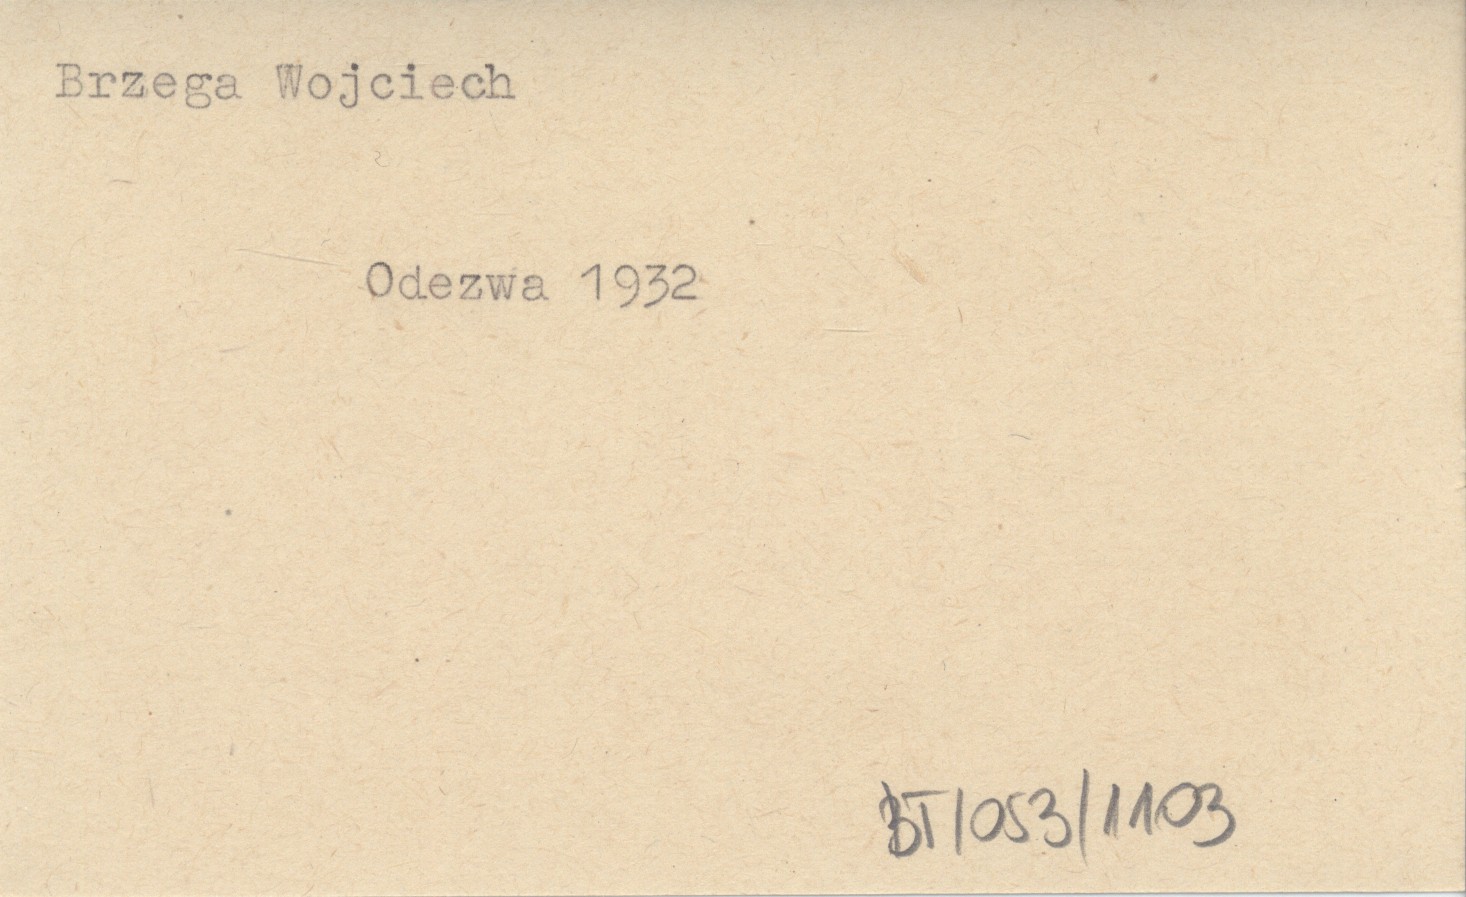 Brzega Wojciech
Odezwa 1932
BT/053/1103